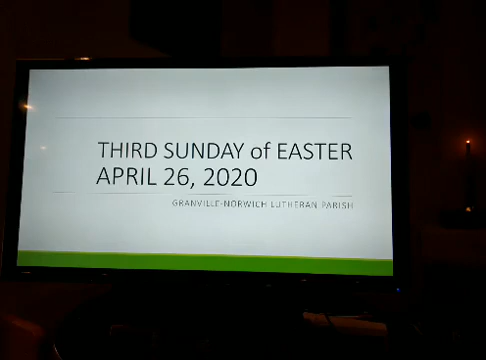 THIRD SUNDAY of EASTER
APRIL 26, 2020
GRANVILLE-NORWICH LUTHERAN PARISH